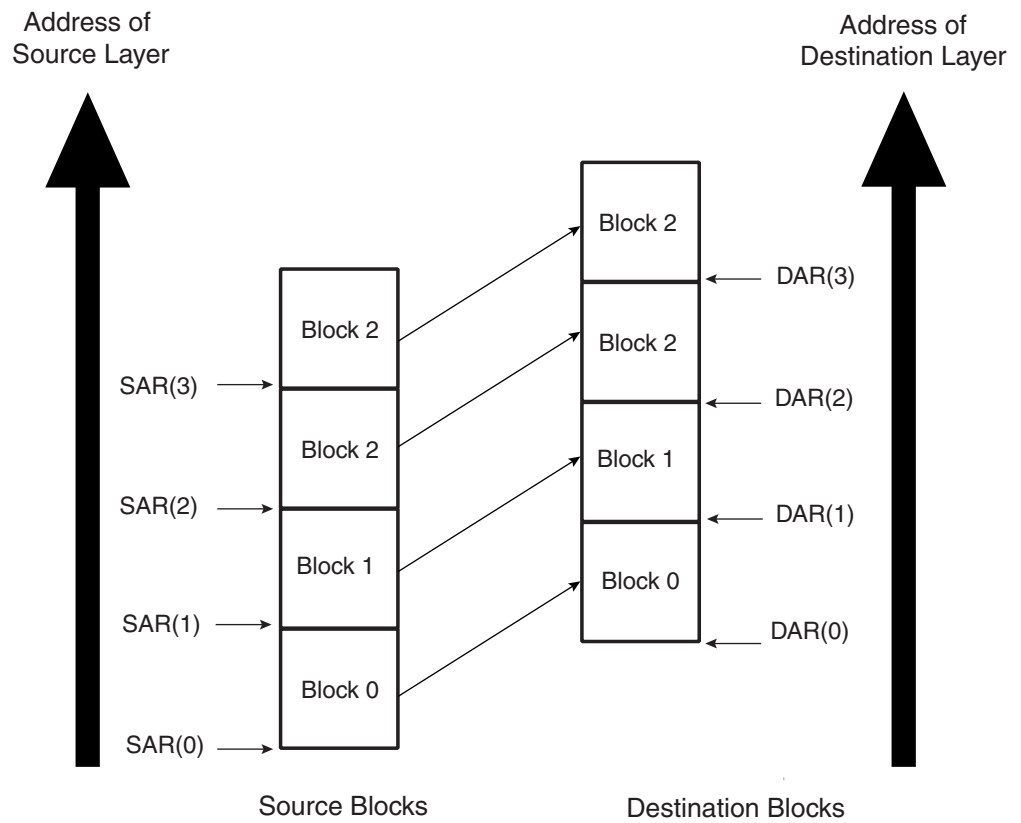 Address of
Source Layer
Address of
Destination Layer
Block 2
DAR(3)
Block 2
SAR(3)
Block 2
DAR(2)
Block 2
Block 1
SAR(2)
DAR(1)
Block 1
Block 0
SAR(1)
DAR(0)
Block 0
SAR(0)
Source Blocks
Destination Blocks